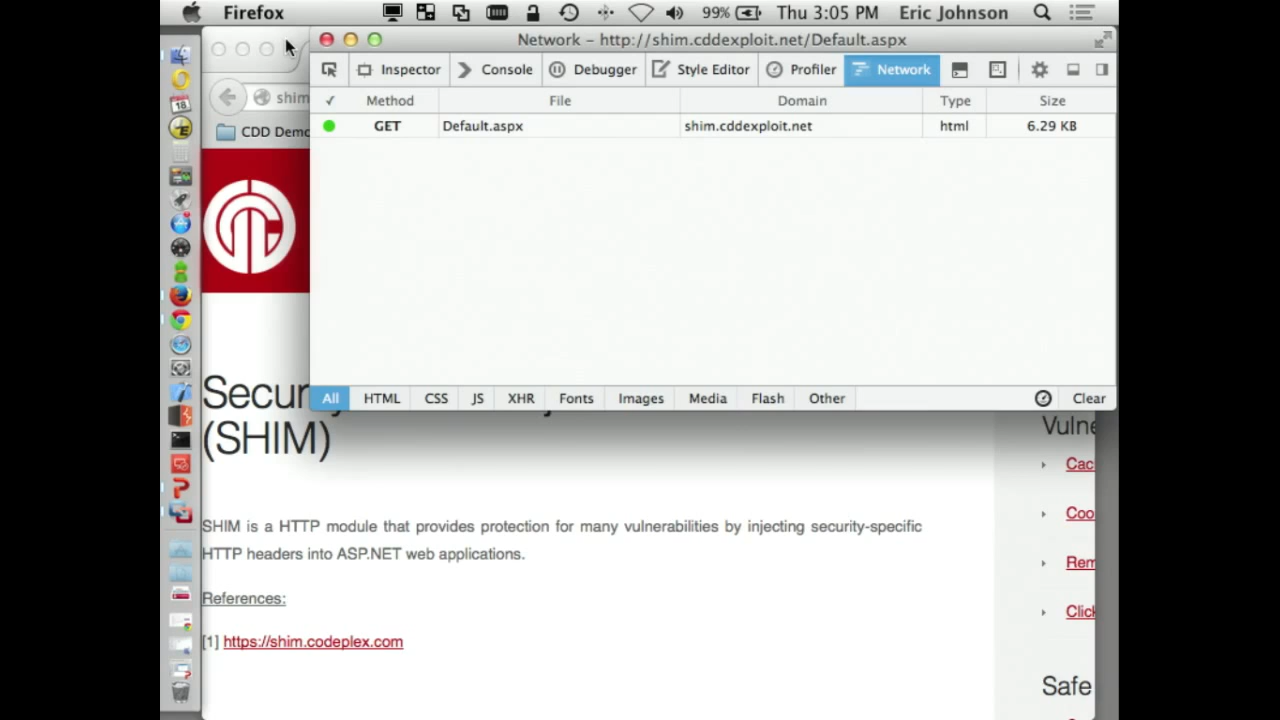 Firefox 99% Thu 3:05 PM Eric Johnson
Network - http://shim.cddexploit.net/Default.aspx
Inspector Console Debugger Style Editor Profiler Network
✓ Method File Domain Type Size
GET Default.aspx shim.cddexploit.net html 6.29 KB
All HTML CSS JS XHR Fonts Images Media Flash Other Clear
shim
CDD Demo
18
Secur
(SHIM)
SHIM is a HTTP module that provides protection for many vulnerabilities by injecting security-specific
HTTP headers into ASP.NET web applications.
References:
[1] https://shim.codeplex.com
Vulne
Cac
Coo
Rem
Click
Safe